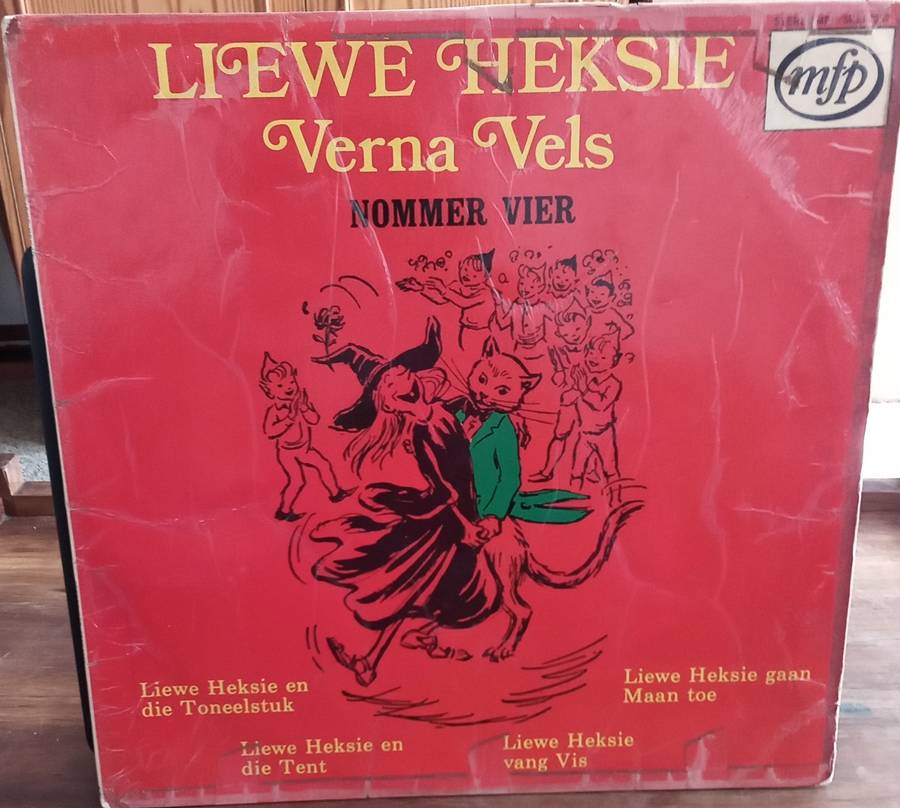 LIEWE HEKSIE
mfp
Verna Vels
NOMMER VIER
Liewe Heksie en
die Toneelstuk
Liewe Heksie gaan
Maan toe
Liewe Heksie en
die Tent
Liewe Heksie
vang Vis